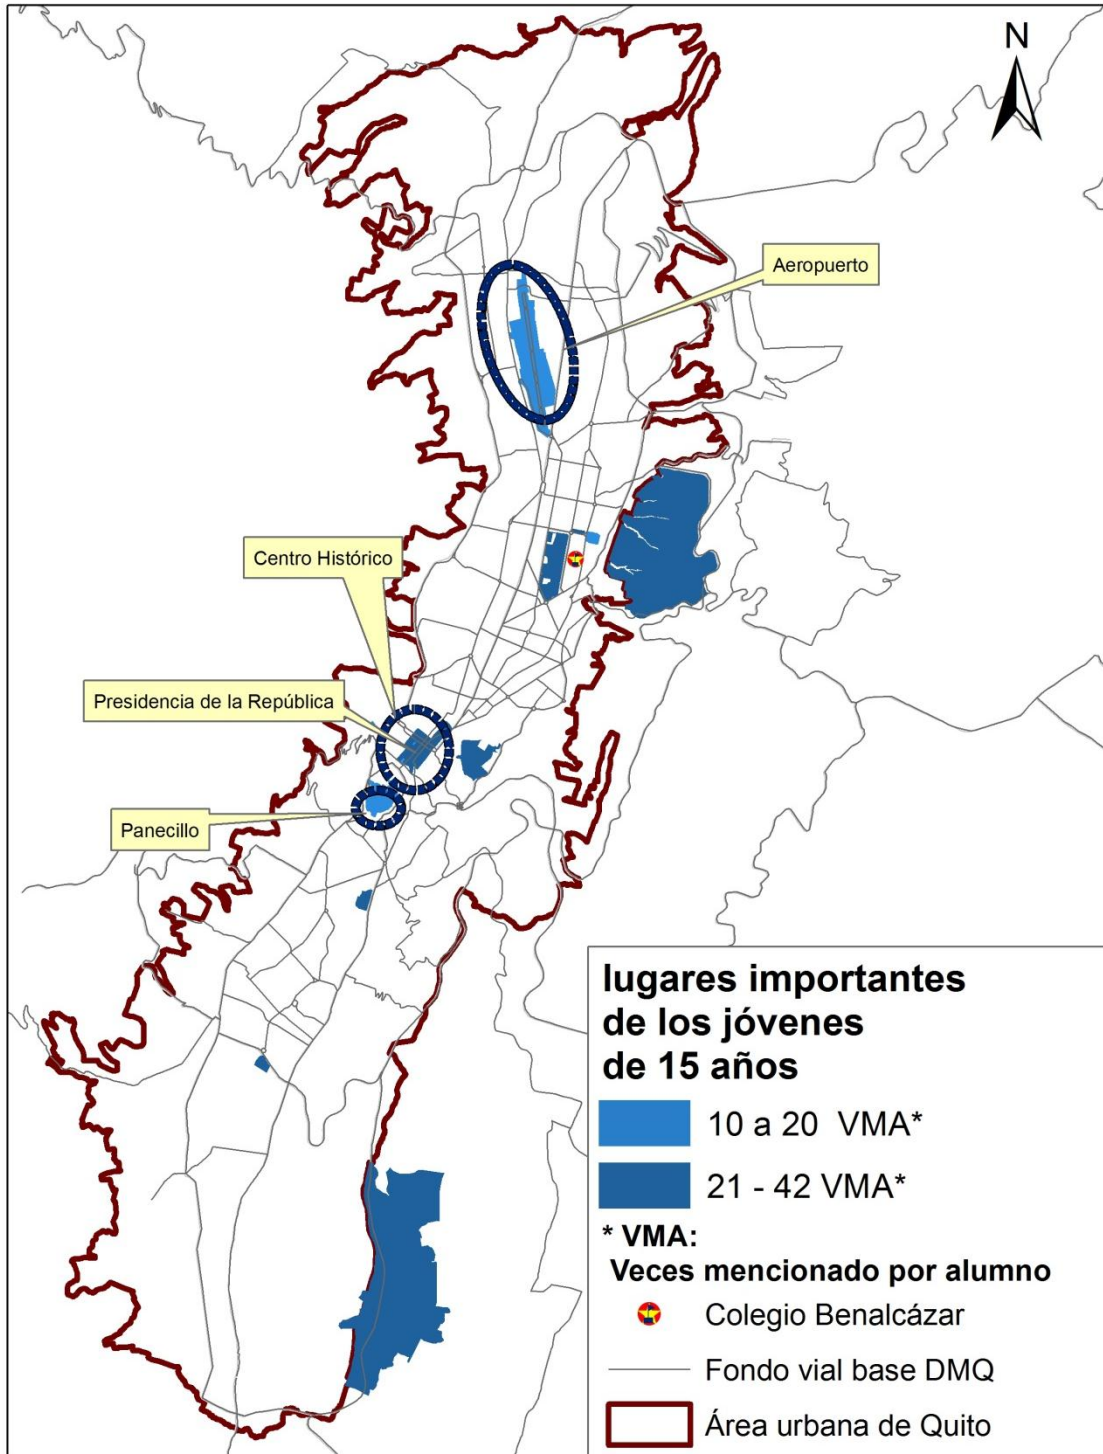 N
Aeropuerto
Centro Histórico
Presidencia de la República
Panecillo
lugares importantes
de los jóvenes
de 15 años
10 a 20 VMA*
21 - 42 VMA*
* VMA:
Veces mencionado por alumno
Colegio Benalcázar
Fondo vial base DMQ
Área urbana de Quito